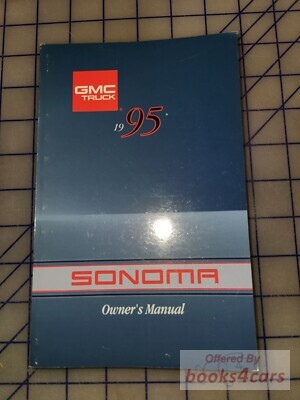 GMC
TRUCK
1995
SONOMA
Owner's Manual
Offered By
books4cars